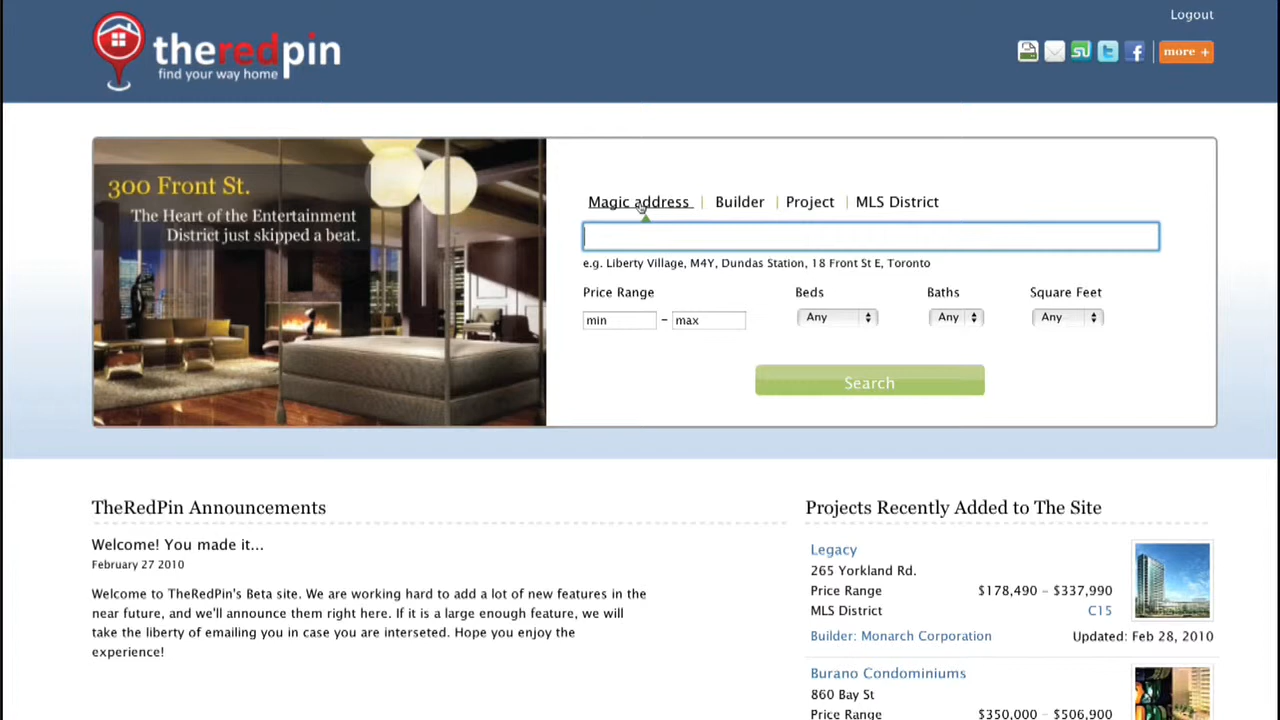 Logout
theredpin
find your way home
more +
300 Front St.
The Heart of the Entertainment
District just skipped a beat.
Magic address | Builder | Project | MLS District
e.g. Liberty Village, M4Y, Dundas Station, 18 Front St E, Toronto
Price Range Beds Baths Square Feet
min – max Any Any Any
Search
TheRedPin Announcements
Welcome! You made it...
February 27 2010
Welcome to TheRedPin's Beta site. We are working hard to add a lot of new features in the
near future, and we'll announce them right here. If it is a large enough feature, we will
take the liberty of emailing you in case you are interseted. Hope you enjoy the
experience!
Projects Recently Added to The Site
Legacy
265 Yorkland Rd.
Price Range $178,490 – $337,990
MLS District C15
Builder: Monarch Corporation Updated: Feb 28, 2010
Burano Condominiums
860 Bay St
Price Range $350,000 – $506,900